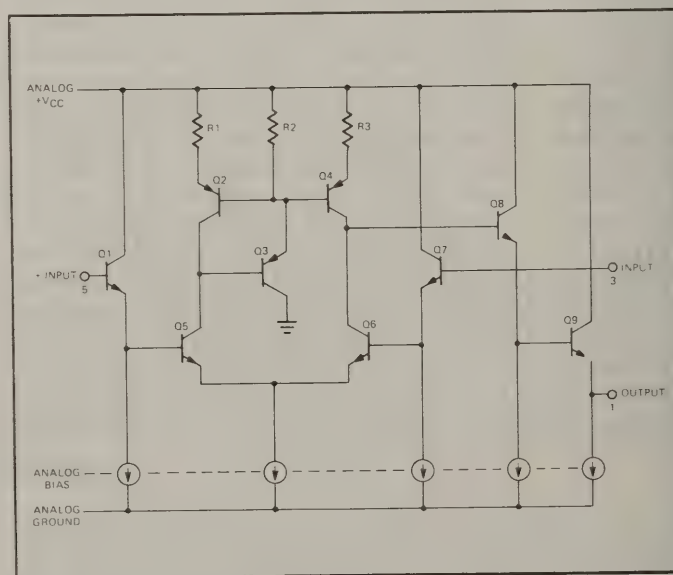 ANALOG
+VCC
R1
R2
R3
Q2
Q4
Q8
Q1
Q3
Q7
+ INPUT
5
INPUT
3
Q5
Q6
Q9
OUTPUT
1
ANALOG
BIAS
ANALOG
GROUND